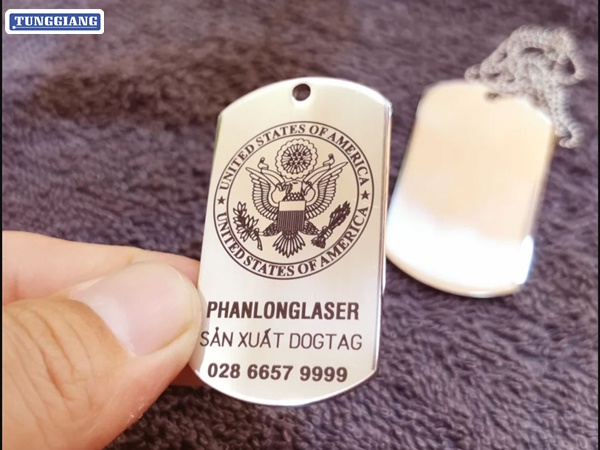 TUNGGIANG
UNITED STATES OF AMERICA
UNITED STATES OF AMERICA
PHANLONGLASER
SẢN XUẤT DOGTAG
028 6657 9999